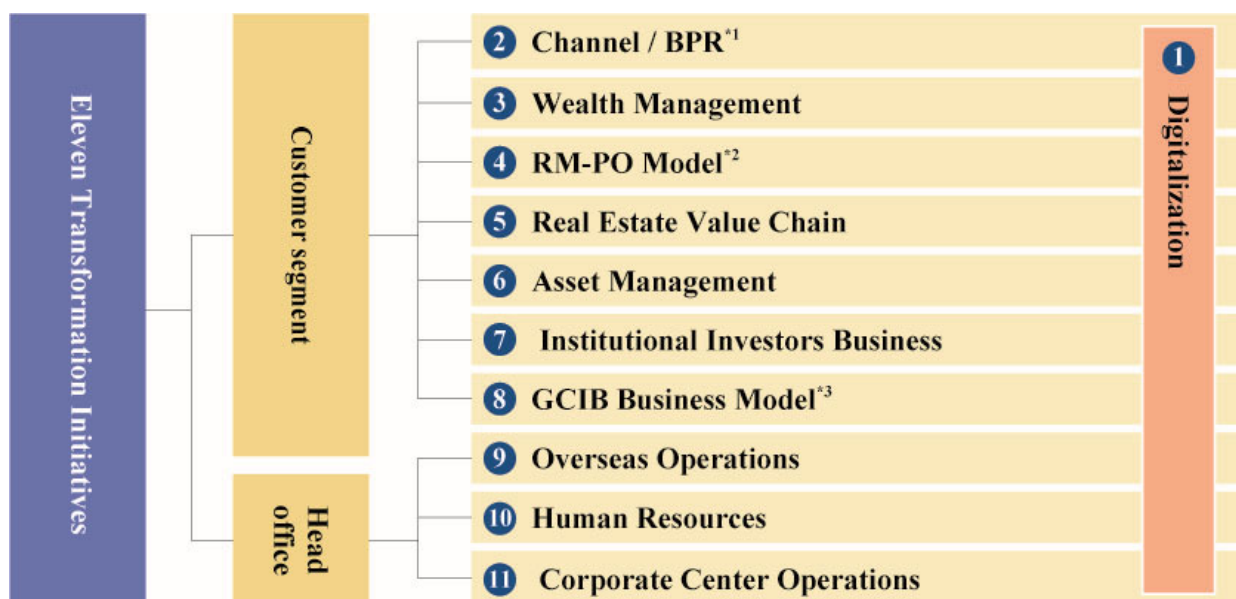 Eleven Transformation Initiatives
Customer segment
Head
office
1 Digitalization
2 Channel / BPR*1
3 Wealth Management
4 RM-PO Model*2
5 Real Estate Value Chain
6 Asset Management
7 Institutional Investors Business
8 GCIB Business Model*3
9 Overseas Operations
10 Human Resources
11 Corporate Center Operations